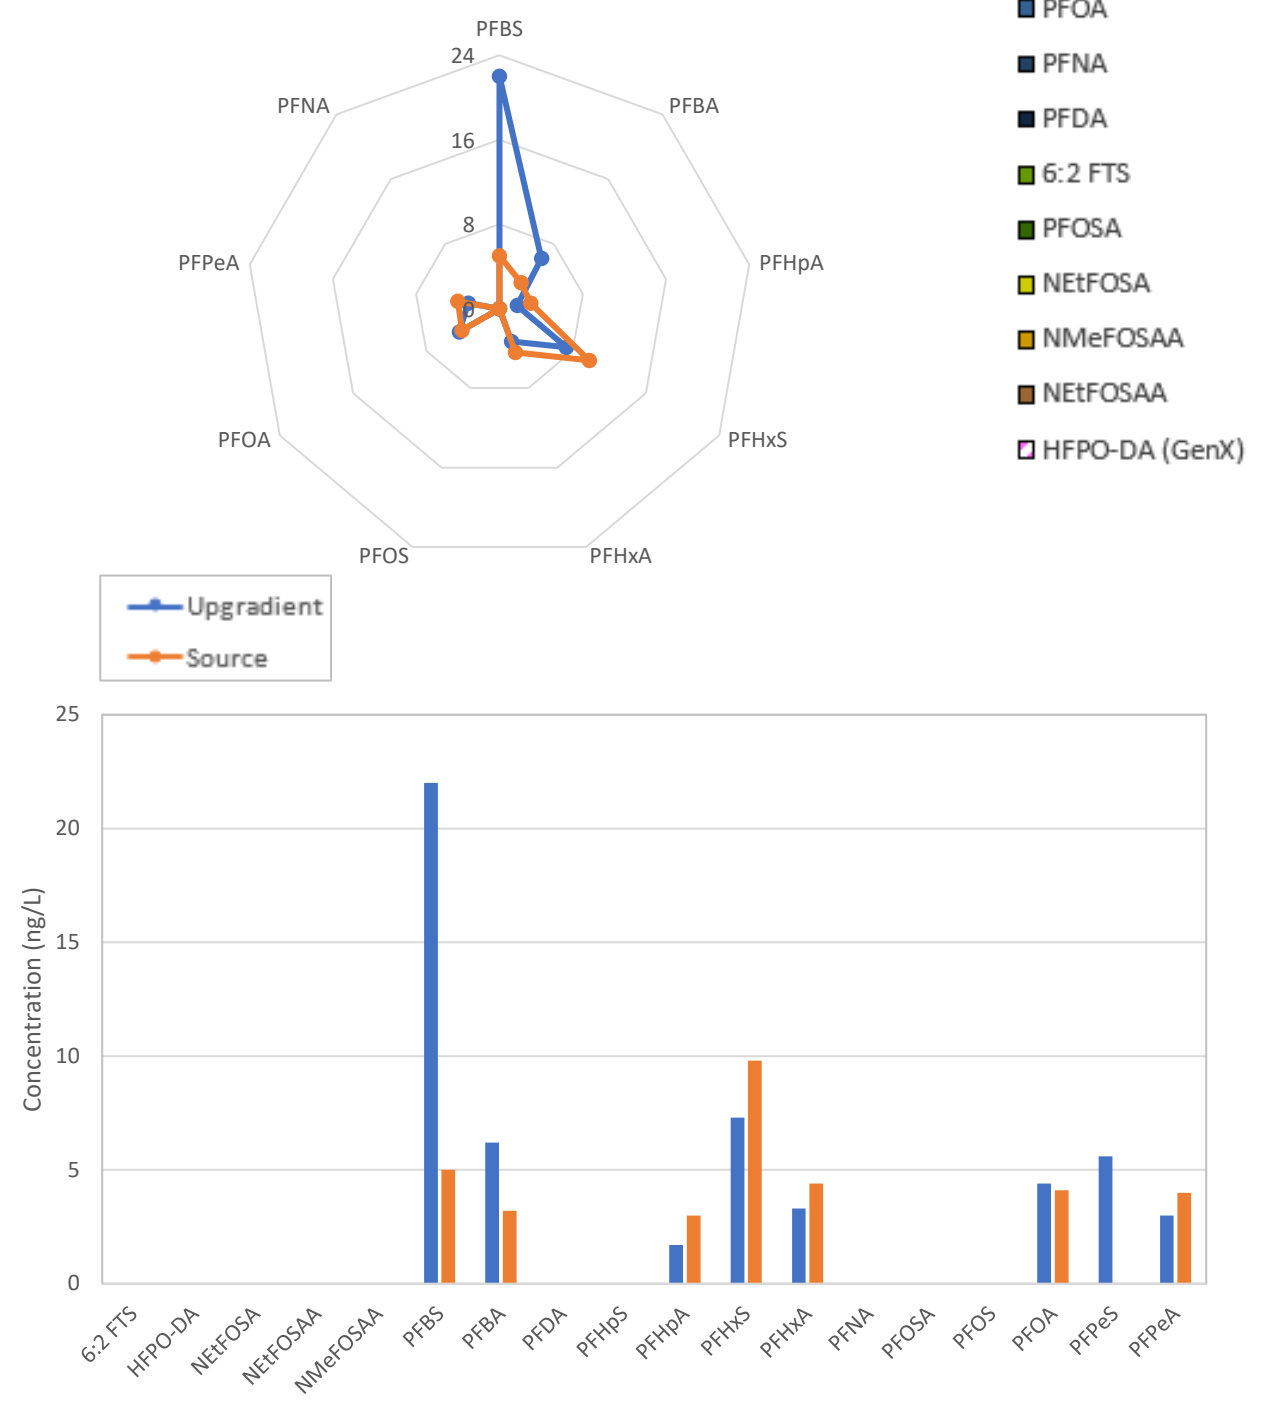 PFBS
24
PFNA
PFBA
16
8
PFPeA
PFHpA
0
PFOA
PFHxS
PFOS
PFHxA
PFOA
PFNA
PFDA
6:2 FTS
PFOSA
NEtFOSA
NMeFOSAA
NEtFOSAA
HFPO-DA (GenX)
Upgradient
Source
25
20
15
10
5
0
Concentration (ng/L)
6:2 FTS
HFPO-DA
NEtFOSA
NEtFOSAA
NMeFOSAA
PFBS
PFBA
PFDA
PFHpS
PFHpA
PFHxS
PFHxA
PFNA
PFOSA
PFOS
PFOA
PFPeS
PFPeA